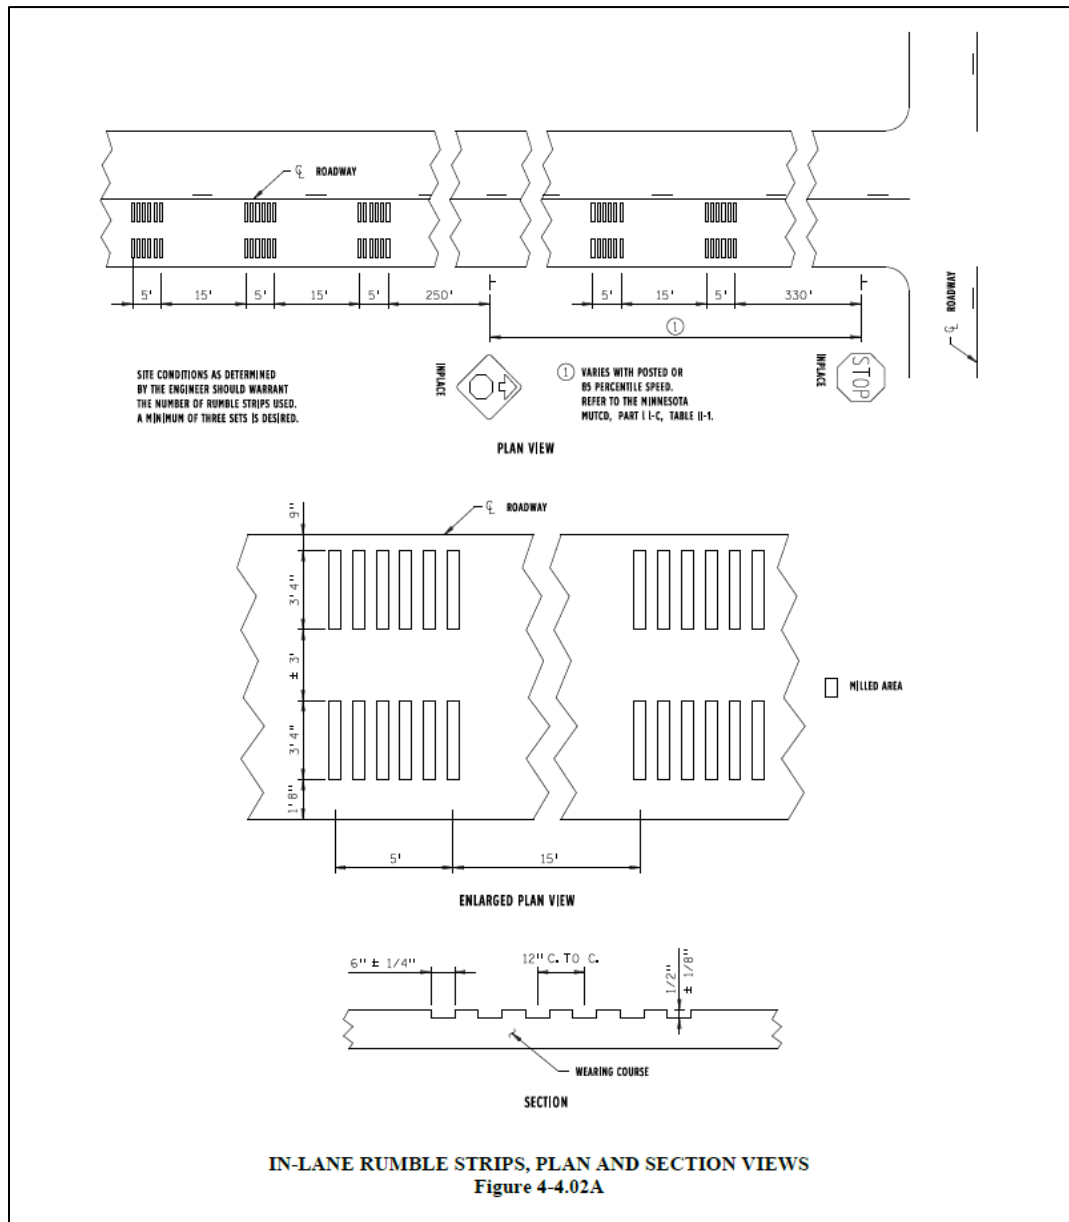 ℄ ROADWAY
5' 15' 5' 15' 5' 250' 5' 15' 5' 330'
1
℄ ROADWAY
SITE CONDITIONS AS DETERMINED
BY THE ENGINEER SHOULD WARRANT
THE NUMBER OF RUMBLE STRIPS USED.
A MINIMUM OF THREE SETS IS DESIRED.
INPLACE
1 VARIES WITH POSTED OR
85 PERCENTILE SPEED.
REFER TO THE MINNESOTA
MUTCD, PART II-C, TABLE II-1.
INPLACE
STOP
PLAN VIEW
℄ ROADWAY
9"
3'4"
± 3'
3'4"
1'8"
MILLED AREA
5' 15'
ENLARGED PLAN VIEW
6" ± 1/4"
12" C. TO C.
1/2"
± 1/8"
WEARING COURSE
SECTION
IN-LANE RUMBLE STRIPS, PLAN AND SECTION VIEWS
Figure 4-4.02A